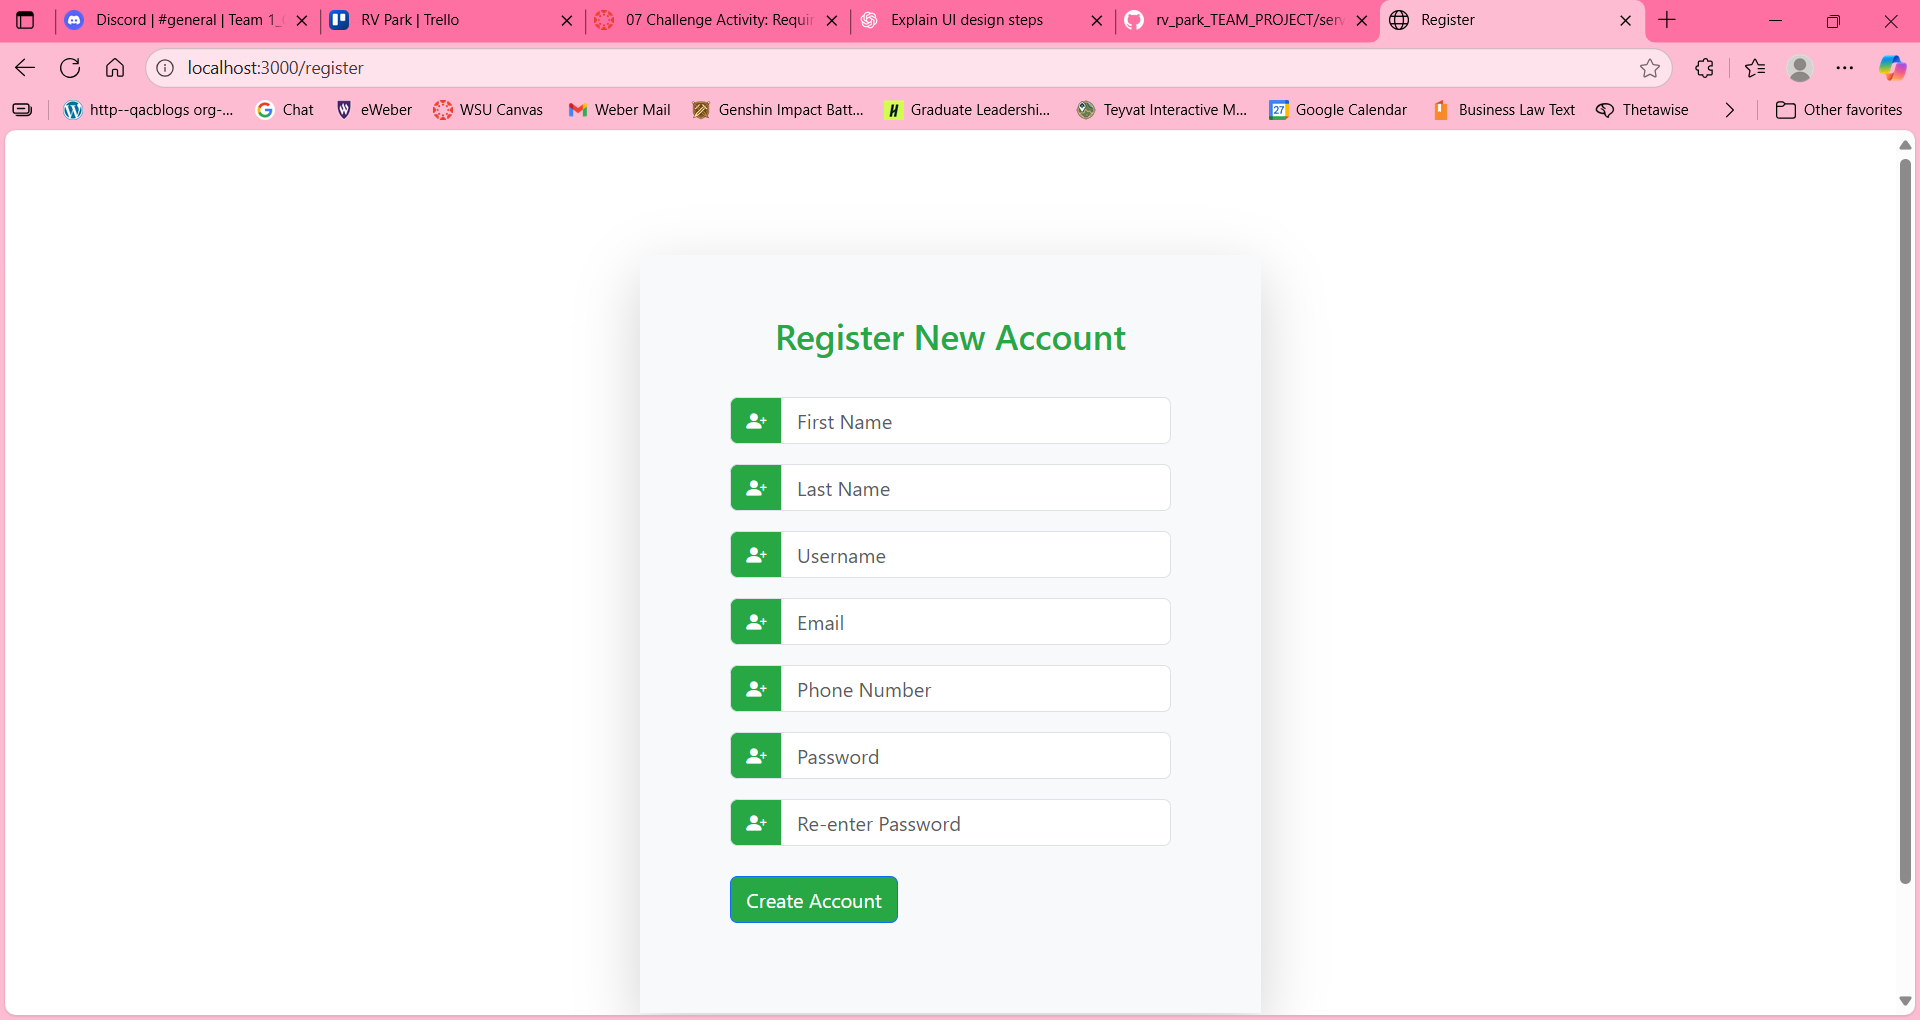 Discord | #general | Team 1_
RV Park | Trello
07 Challenge Activity: Requir
Explain UI design steps
rv_park_TEAM_PROJECT/serv
Register
localhost:3000/register
http--qacblogs org-...
Chat
eWeber
WSU Canvas
Weber Mail
Genshin Impact Batt...
Graduate Leadershi...
Teyvat Interactive M...
27
Google Calendar
Business Law Text
Thetawise
Other favorites
Register New Account
First Name
Last Name
Username
Email
Phone Number
Password
Re-enter Password
Create Account